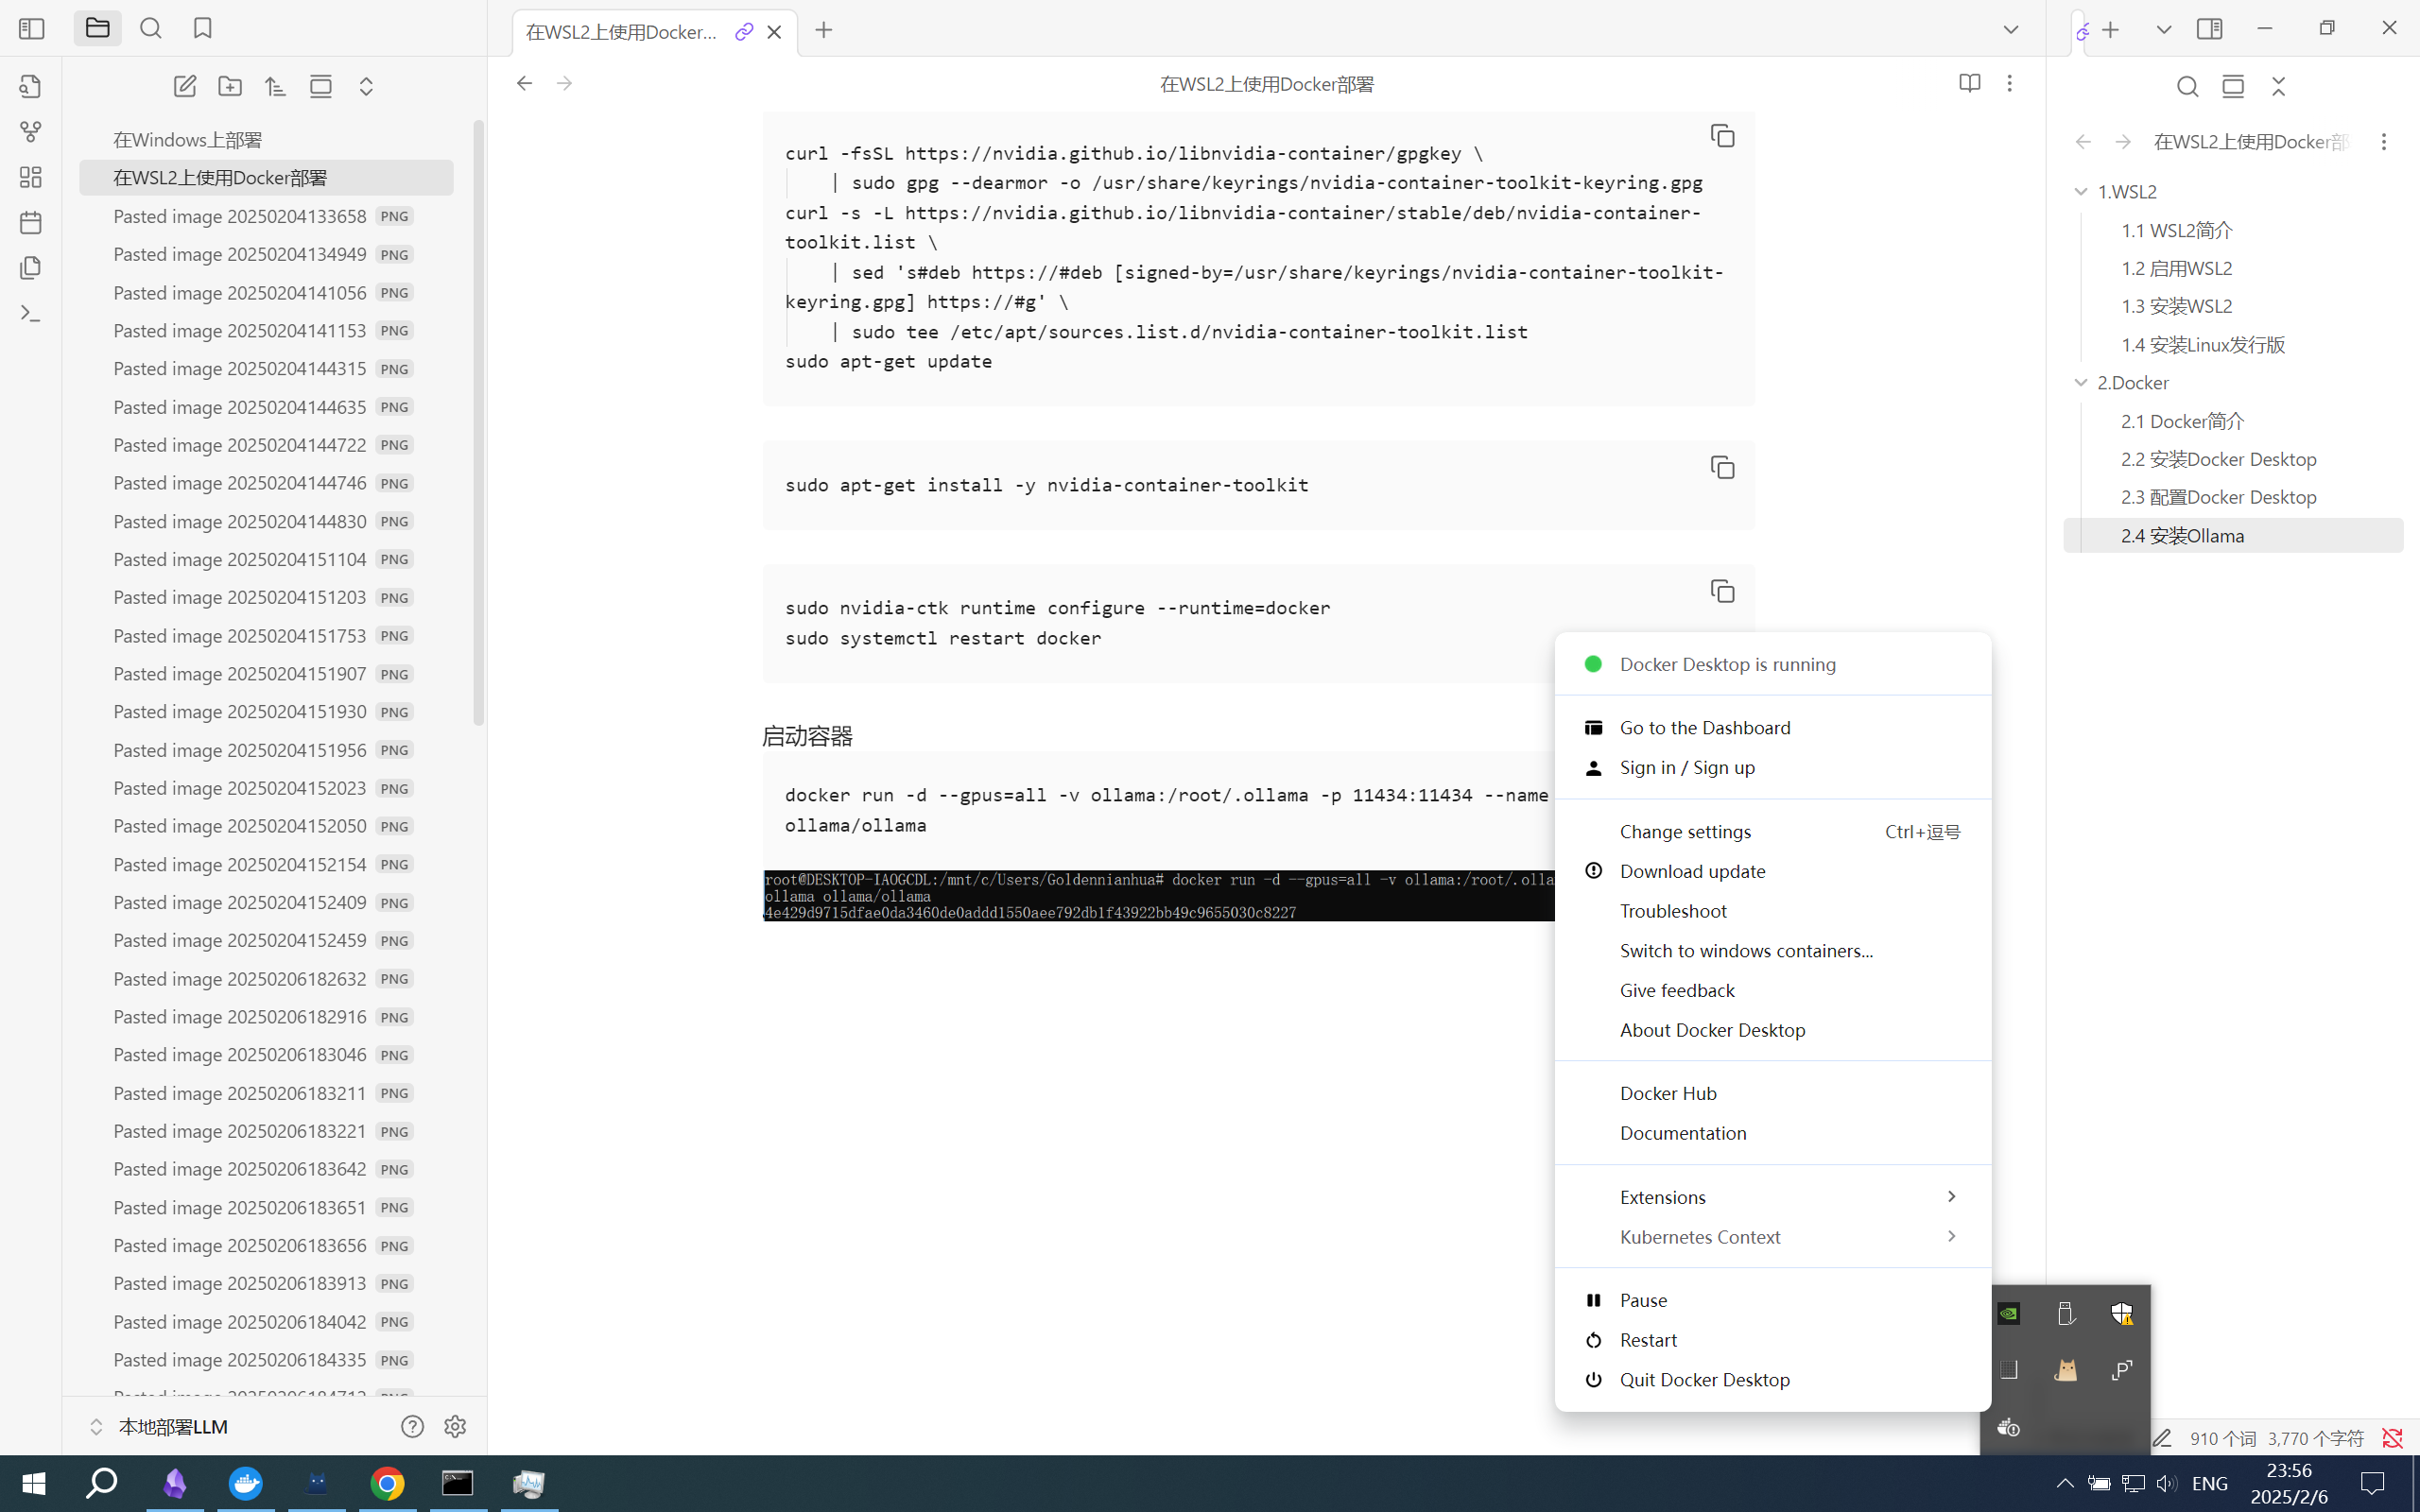 在WSL2上使用Docker...
在WSL2上使用Docker部署
在Windows上部署
在WSL2上使用Docker部署
Pasted image 20250204133658 PNG
Pasted image 20250204134949 PNG
Pasted image 20250204141056 PNG
Pasted image 20250204141153 PNG
Pasted image 20250204144315 PNG
Pasted image 20250204144635 PNG
Pasted image 20250204144722 PNG
Pasted image 20250204144746 PNG
Pasted image 20250204144830 PNG
Pasted image 20250204151104 PNG
Pasted image 20250204151203 PNG
Pasted image 20250204151753 PNG
Pasted image 20250204151907 PNG
Pasted image 20250204151930 PNG
Pasted image 20250204151956 PNG
Pasted image 20250204152023 PNG
Pasted image 20250204152050 PNG
Pasted image 20250204152154 PNG
Pasted image 20250204152409 PNG
Pasted image 20250204152459 PNG
Pasted image 20250206182632 PNG
Pasted image 20250206182916 PNG
Pasted image 20250206183046 PNG
Pasted image 20250206183211 PNG
Pasted image 20250206183221 PNG
Pasted image 20250206183642 PNG
Pasted image 20250206183651 PNG
Pasted image 20250206183656 PNG
Pasted image 20250206183913 PNG
Pasted image 20250206184042 PNG
Pasted image 20250206184335 PNG
本地部署LLM
curl -fsSL https://nvidia.github.io/libnvidia-container/gpgkey \
| sudo gpg --dearmor -o /usr/share/keyrings/nvidia-container-toolkit-keyring.gpg
curl -s -L https://nvidia.github.io/libnvidia-container/stable/deb/nvidia-container-
toolkit.list \
| sed 's#deb https://#deb [signed-by=/usr/share/keyrings/nvidia-container-toolkit-
keyring.gpg] https://#g' \
| sudo tee /etc/apt/sources.list.d/nvidia-container-toolkit.list
sudo apt-get update
sudo apt-get install -y nvidia-container-toolkit
sudo nvidia-ctk runtime configure --runtime=docker
sudo systemctl restart docker
启动容器
docker run -d --gpus=all -v ollama:/root/.ollama -p 11434:11434 --name
ollama/ollama
root@DESKTOP-IAOGCDL:/mnt/c/Users/Goldennianhua# docker run -d --gpus=all -v ollama:/root/.olla
ollama ollama/ollama
4e429d9715dfae0da3460de0addd1550aee792db1f43922bb49c9655030c8227
Docker Desktop is running
Go to the Dashboard
Sign in / Sign up
Change settings Ctrl+逗号
Download update
Troubleshoot
Switch to windows containers...
Give feedback
About Docker Desktop
Docker Hub
Documentation
Extensions
Kubernetes Context
Pause
Restart
Quit Docker Desktop
在WSL2上使用Docker部
1.WSL2
1.1 WSL2简介
1.2 启用WSL2
1.3 安装WSL2
1.4 安装Linux发行版
2.Docker
2.1 Docker简介
2.2 安装Docker Desktop
2.3 配置Docker Desktop
2.4 安装Ollama
910 个词 3,770 个字符
ENG
23:56
2025/2/6